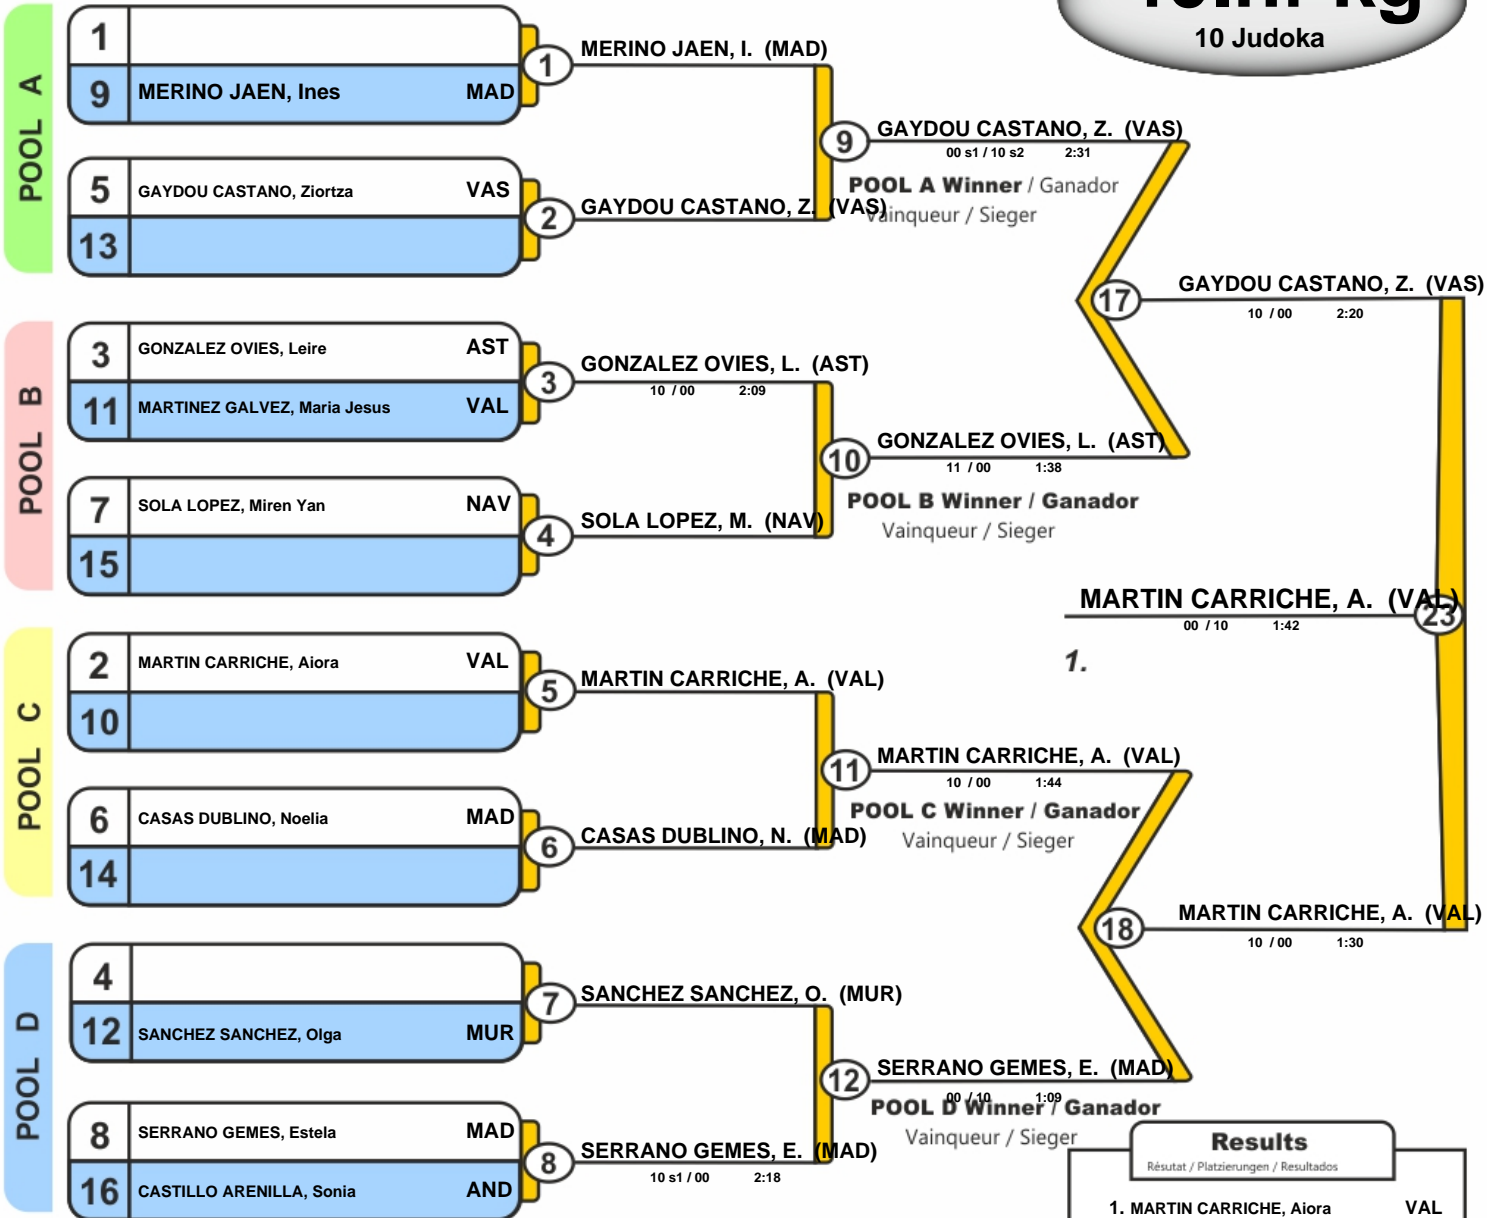 10 Judoka
POOL A
1
9 MERINO JAEN, Ines MAD
5 GAYDOU CASTANO, Ziortza VAS
13
1 MERINO JAEN, I. (MAD)
2 GAYDOU CASTANO, Z. (VAS)
9 GAYDOU CASTANO, Z. (VAS)
00 s1 / 10 s2 2:31
POOL A Winner / Ganador
Vainqueur / Sieger
POOL B
3 GONZALEZ OVIES, Leire AST
11 MARTINEZ GALVEZ, Maria Jesus VAL
7 SOLA LOPEZ, Miren Yan NAV
15
3 GONZALEZ OVIES, L. (AST)
10 / 00 2:09
4 SOLA LOPEZ, M. (NAV)
10 GONZALEZ OVIES, L. (AST)
11 / 00 1:38
POOL B Winner / Ganador
Vainqueur / Sieger
17 GAYDOU CASTANO, Z. (VAS)
10 / 00 2:20
MARTIN CARRICHE, A. (VAL) 23
00 / 10 1:42
1.
POOL C
2 MARTIN CARRICHE, Aiora VAL
10
6 CASAS DUBLINO, Noelia MAD
14
5 MARTIN CARRICHE, A. (VAL)
6 CASAS DUBLINO, N. (MAD)
11 MARTIN CARRICHE, A. (VAL)
10 / 00 1:44
POOL C Winner / Ganador
Vainqueur / Sieger
18 MARTIN CARRICHE, A. (VAL)
10 / 00 1:30
POOL D
4
12 SANCHEZ SANCHEZ, Olga MUR
8 SERRANO GEMES, Estela MAD
16 CASTILLO ARENILLA, Sonia AND
7 SANCHEZ SANCHEZ, O. (MUR)
8 SERRANO GEMES, E. (MAD)
10 s1 / 00 2:18
12 SERRANO GEMES, E. (MAD)
00 / 10 1:09
POOL D Winner / Ganador
Vainqueur / Sieger
Results
Résutat / Platzierungen / Resultados
1. MARTIN CARRICHE, Aiora VAL